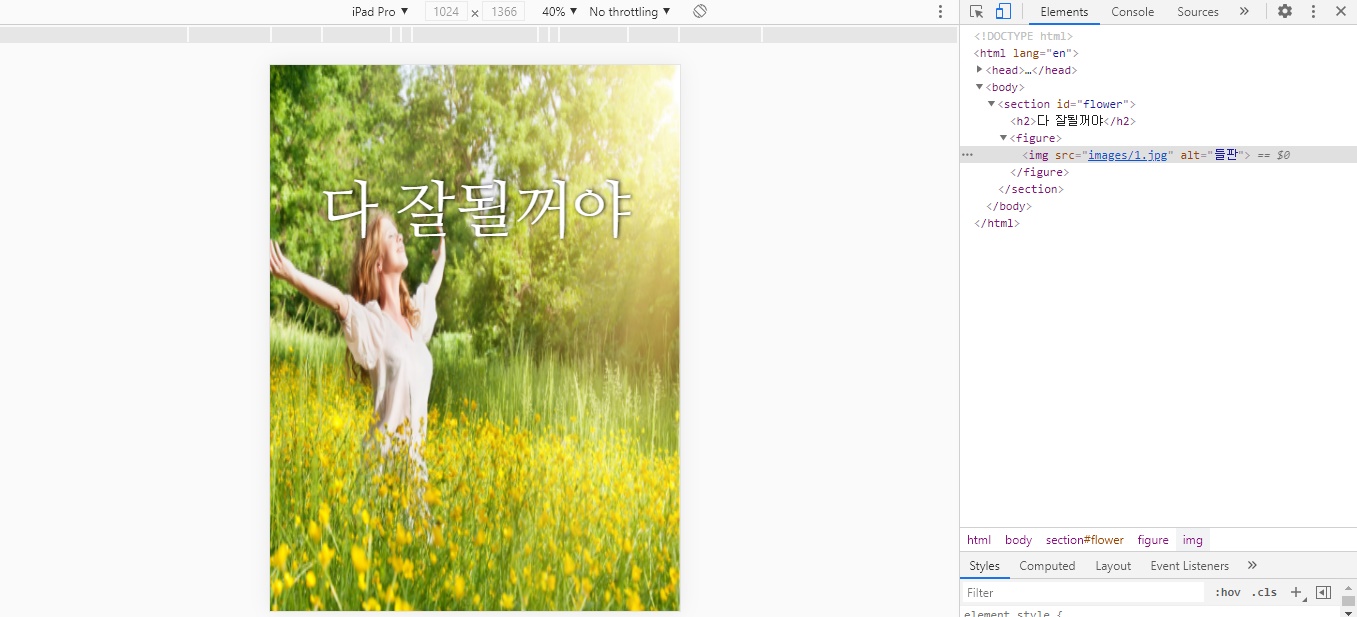 iPad Pro ▼ 1024 × 1366 40% ▼ No throttling ▼
Elements Console Sources »
<!DOCTYPE html>
<html lang="en">
<head>…</head>
<body>
<section id="flower">
<h2>다 잘될꺼야</h2>
<figure>
<img src="images/1.jpg" alt="들판"> == $0
</figure>
</section>
</body>
</html>
다 잘될꺼야
html body section#flower figure img
Styles Computed Layout Event Listeners »
Filter :hov .cls +
element.style {